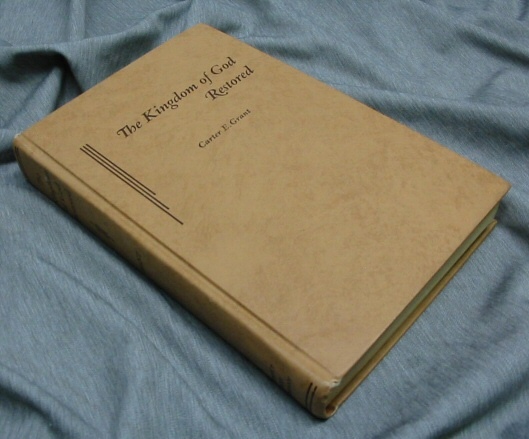 The Kingdom of God
Restored
Carter E. Grant